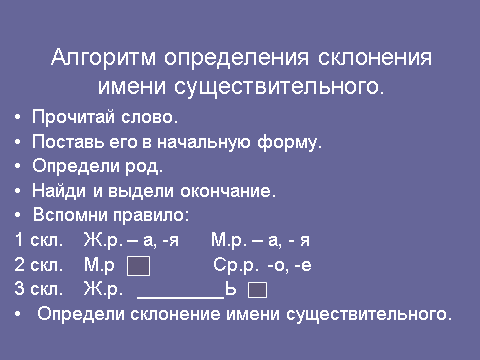 Алгоритм определения склонения
имени существительного.
• Прочитай слово.
• Поставь его в начальную форму.
• Определи род.
• Найди и выдели окончание.
• Вспомни правило:
1 скл. Ж.р. – а, -я М.р. – а, - я
2 скл. М.р Ср.р. -о, -е
3 скл. Ж.р. ________Ь
• Определи склонение имени существительного.